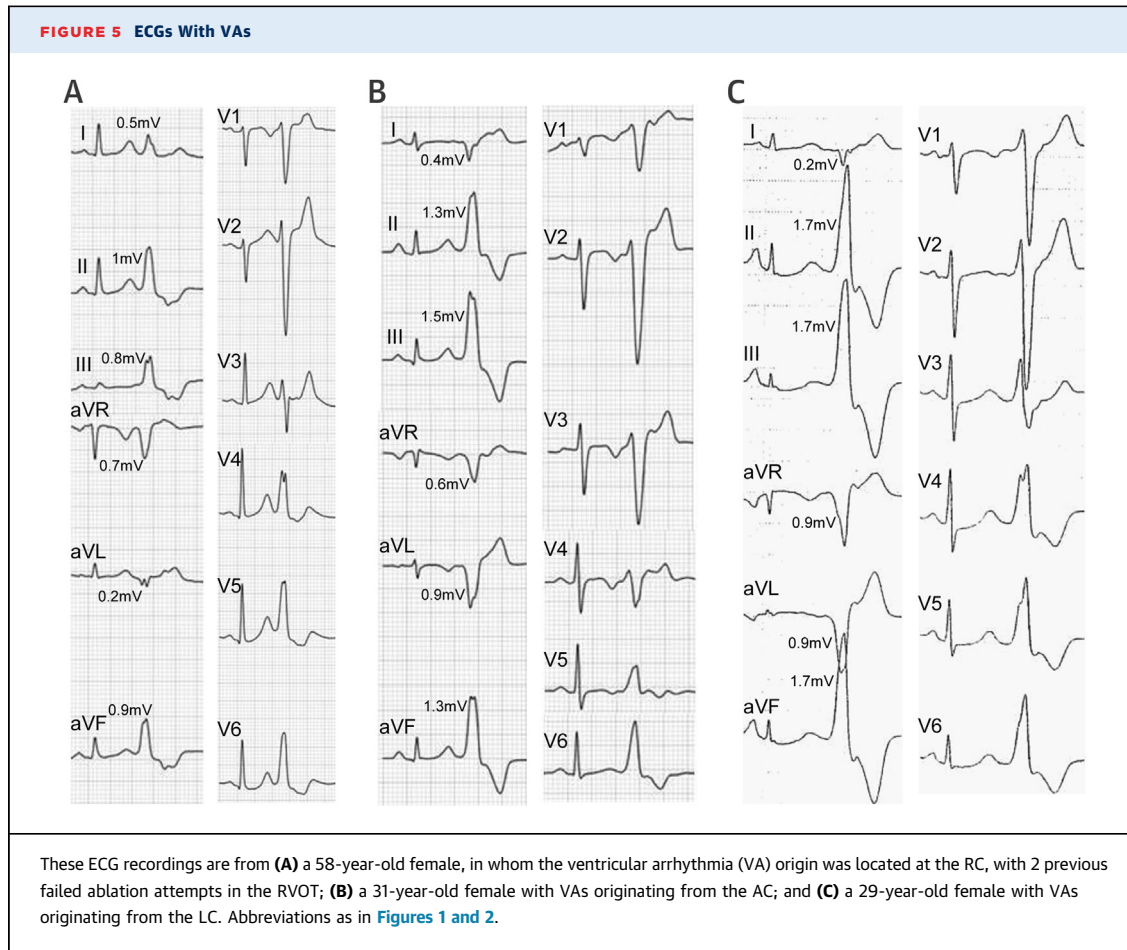 FIGURE 5 ECGs With VAs
A
I
0.5mV
II
1mV
III
0.8mV
aVR
0.7mV
aVL
0.2mV
aVF
0.9mV
V1
V2
V3
V4
V5
V6
B
I
0.4mV
II
1.3mV
III
1.5mV
aVR
0.6mV
aVL
0.9mV
aVF
1.3mV
V1
V2
V3
V4
V5
V6
C
I
0.2mV
II
1.7mV
III
1.7mV
aVR
0.9mV
aVL
0.9mV
aVF
1.7mV
V1
V2
V3
V4
V5
V6
These ECG recordings are from (A) a 58-year-old female, in whom the ventricular arrhythmia (VA) origin was located at the RC, with 2 previous
failed ablation attempts in the RVOT; (B) a 31-year-old female with VAs originating from the AC; and (C) a 29-year-old female with VAs
originating from the LC. Abbreviations as in Figures 1 and 2.